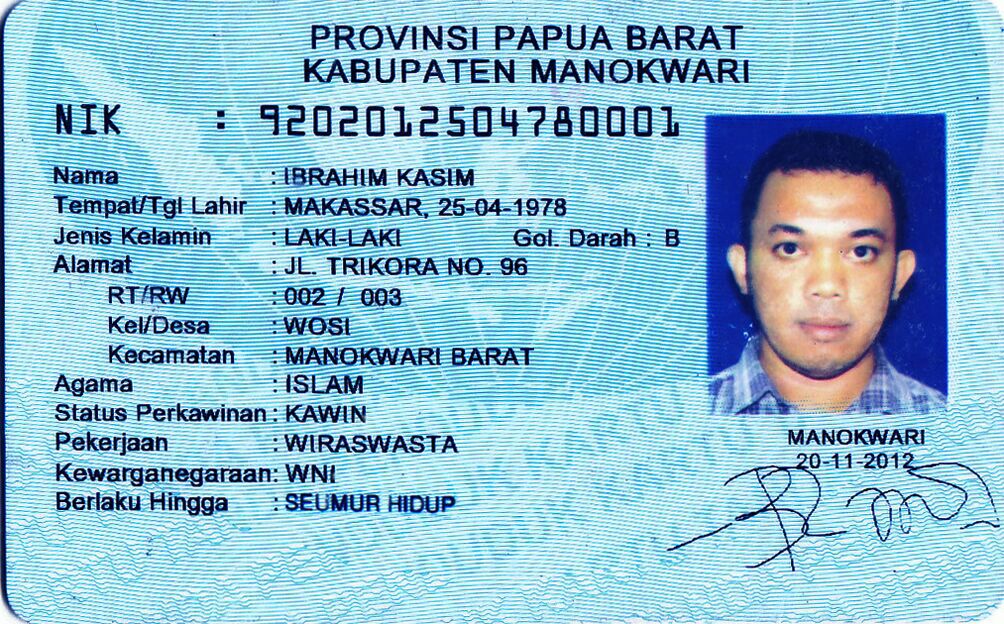 PROVINSI PAPUA BARAT
KABUPATEN MANOKWARI
NIK : 9202012504780001
Nama : IBRAHIM KASIM
Tempat/Tgl Lahir : MAKASSAR, 25-04-1978
Jenis Kelamin : LAKI-LAKI Gol. Darah : B
Alamat : JL. TRIKORA NO. 96
RT/RW : 002 / 003
Kel/Desa : WOSI
Kecamatan : MANOKWARI BARAT
Agama : ISLAM
Status Perkawinan : KAWIN
Pekerjaan : WIRASWASTA
Kewarganegaraan: WNI
Berlaku Hingga : SEUMUR HIDUP
MANOKWARI
20-11-2012